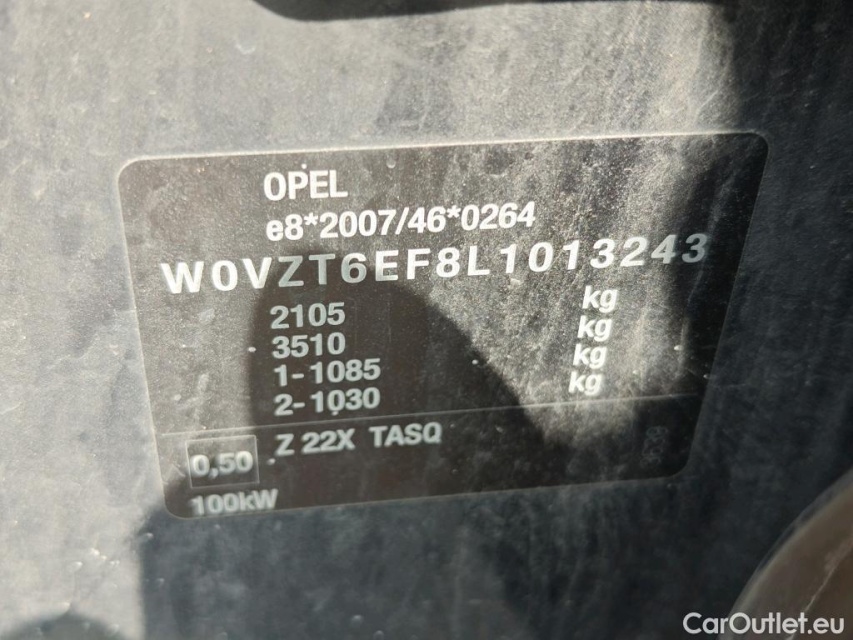 OPEL
e8*2007/46*0264
W0VZT6EF8L1013243
2105 kg
3510 kg
1-1085 kg
2-1030 kg
0,50 Z 22X TASQ
100kW
CarOutlet.eu